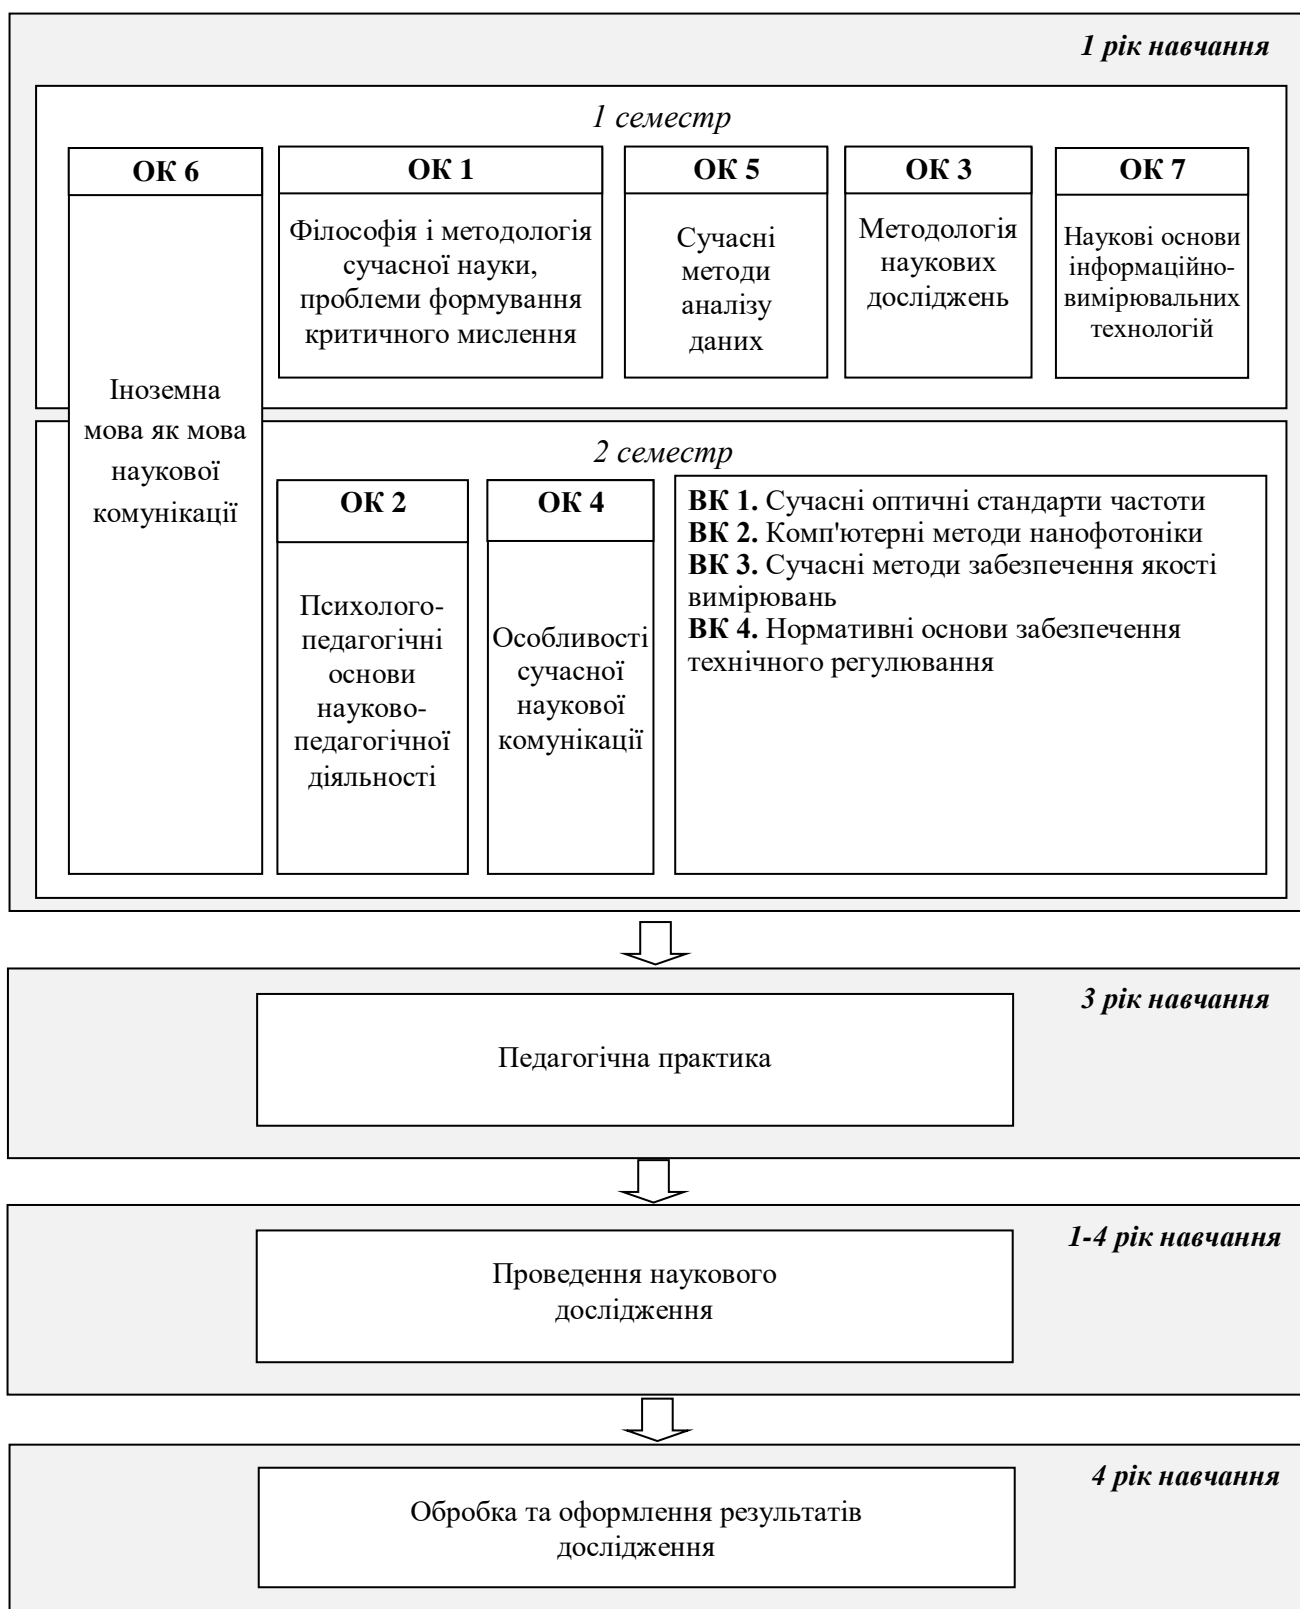 1 рік навчання
1 семестр
ОК 6
Іноземна
мова як мова
наукової
комунікації
ОК 1
Філософія і методологія
сучасної науки,
проблеми формування
критичного мислення
ОК 5
Сучасні
методи
аналізу
даних
ОК 3
Методологія
наукових
досліджень
ОК 7
Наукові основи
інформаційно-
вимірювальних
технологій
2 семестр
ОК 2
Психолого-
педагогічні
основи
науково-
педагогічної
діяльності
ОК 4
Особливості
сучасної
наукової
комунікації
ВК 1. Сучасні оптичні стандарти частоти
ВК 2. Комп'ютерні методи нанофотоніки
ВК 3. Сучасні методи забезпечення якості
вимірювань
ВК 4. Нормативні основи забезпечення
технічного регулювання
3 рік навчання
Педагогічна практика
1-4 рік навчання
Проведення наукового
дослідження
4 рік навчання
Обробка та оформлення результатів
дослідження